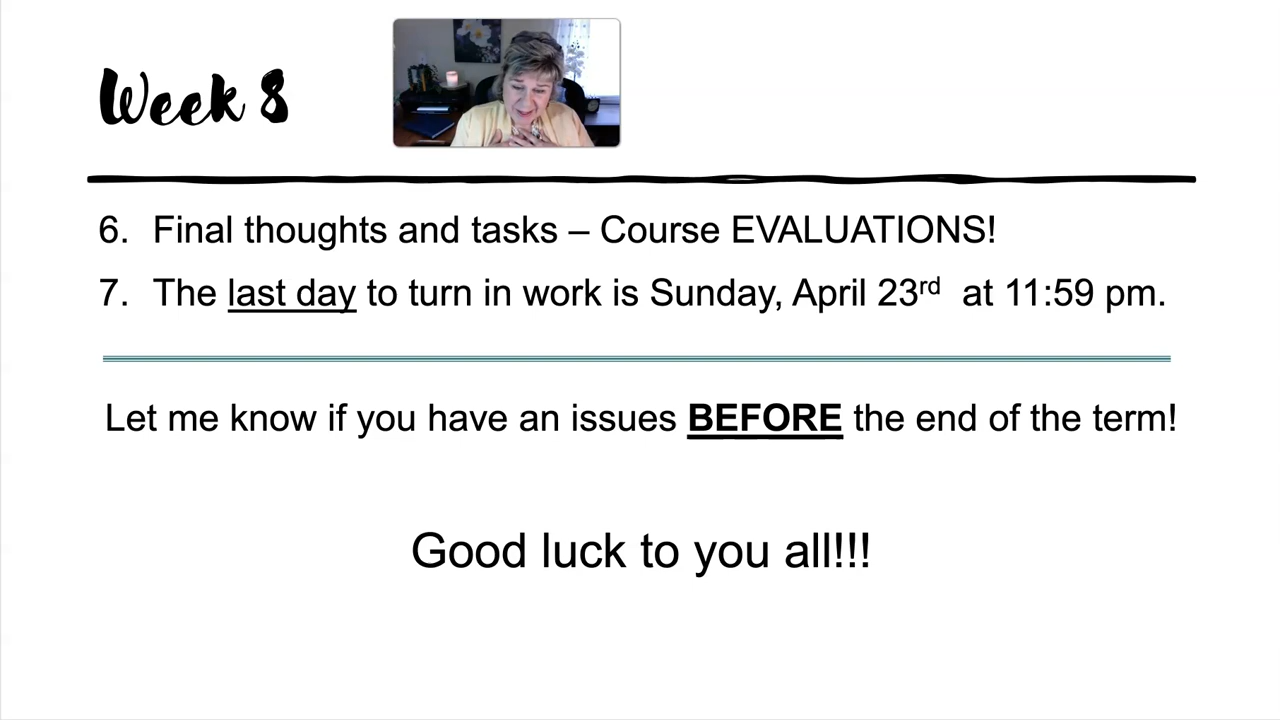 Week 8
6. Final thoughts and tasks – Course EVALUATIONS!
7. The last day to turn in work is Sunday, April 23rd at 11:59 pm.
Let me know if you have an issues BEFORE the end of the term!
Good luck to you all!!!